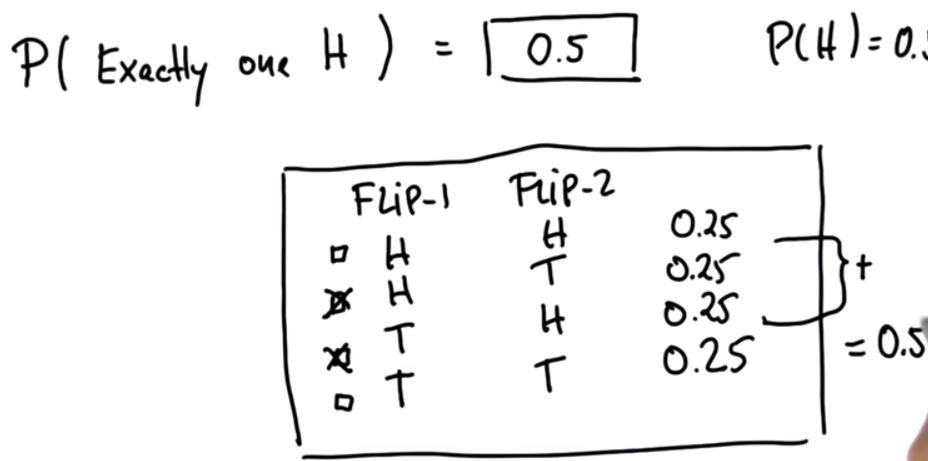 P( Exactly one H ) = 0.5 P(H) = 0.5
FLiP-1 FLiP-2
H H 0.25
H T 0.25 +
T H 0.25
T T 0.25 = 0.5